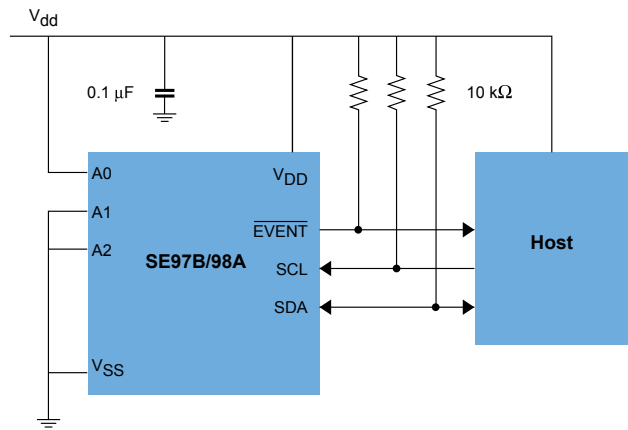 Vdd
0.1 μF
10 kΩ
A0
VDD
A1
EVENT
Host
A2
SE97B/98A
SCL
SDA
VSS